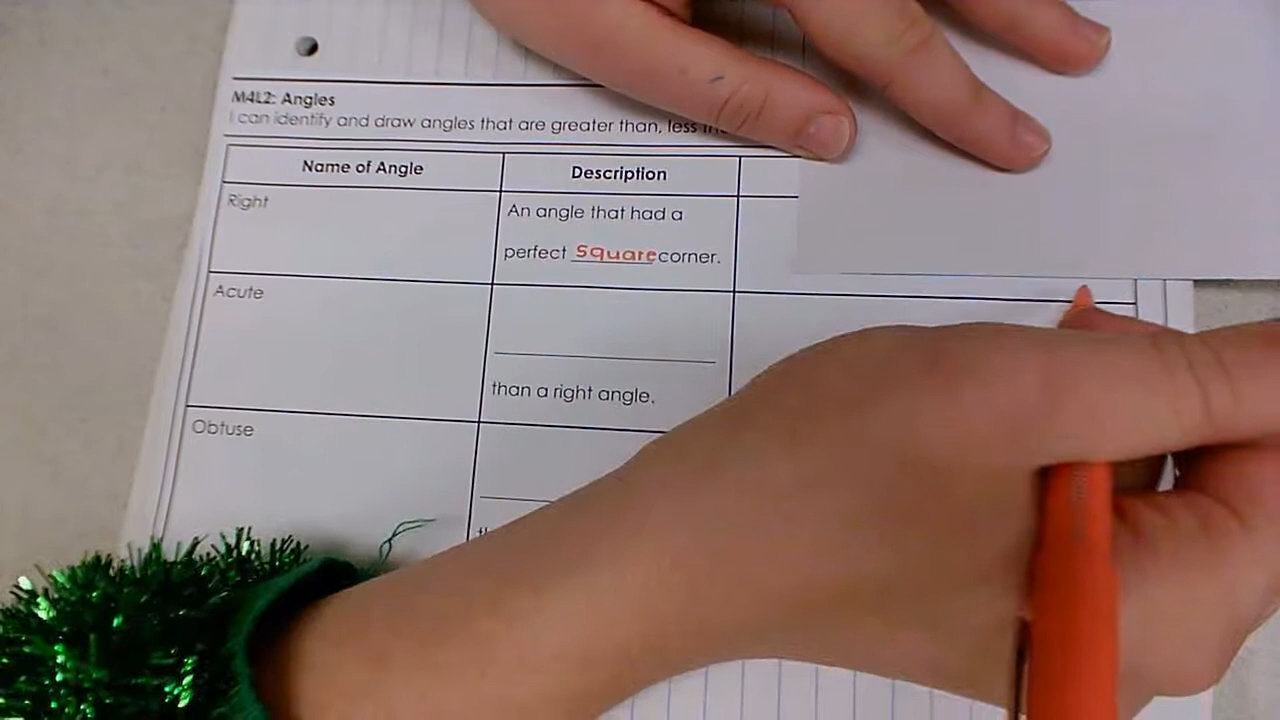 M4L2: Angles
I can identify and draw angles that are greater than, less
Name of Angle
Description
Right
An angle that had a
perfect square corner.
Acute
than a right angle.
Obtuse